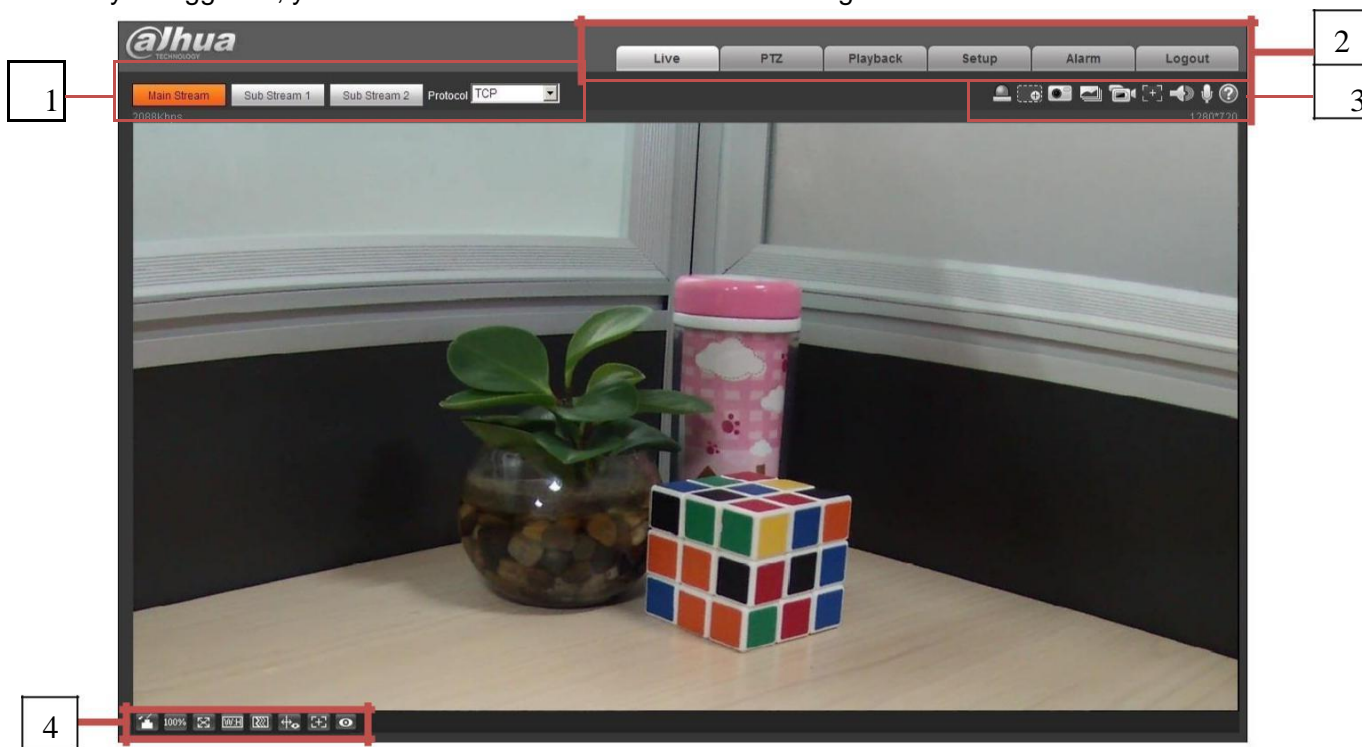 alhua
TECHNOLOGY
2
Live PTZ Playback Setup Alarm Logout
1
Main Stream Sub Stream 1 Sub Stream 2 Protocol TCP
3
2088Kbps 1280*720
4
100% W:H